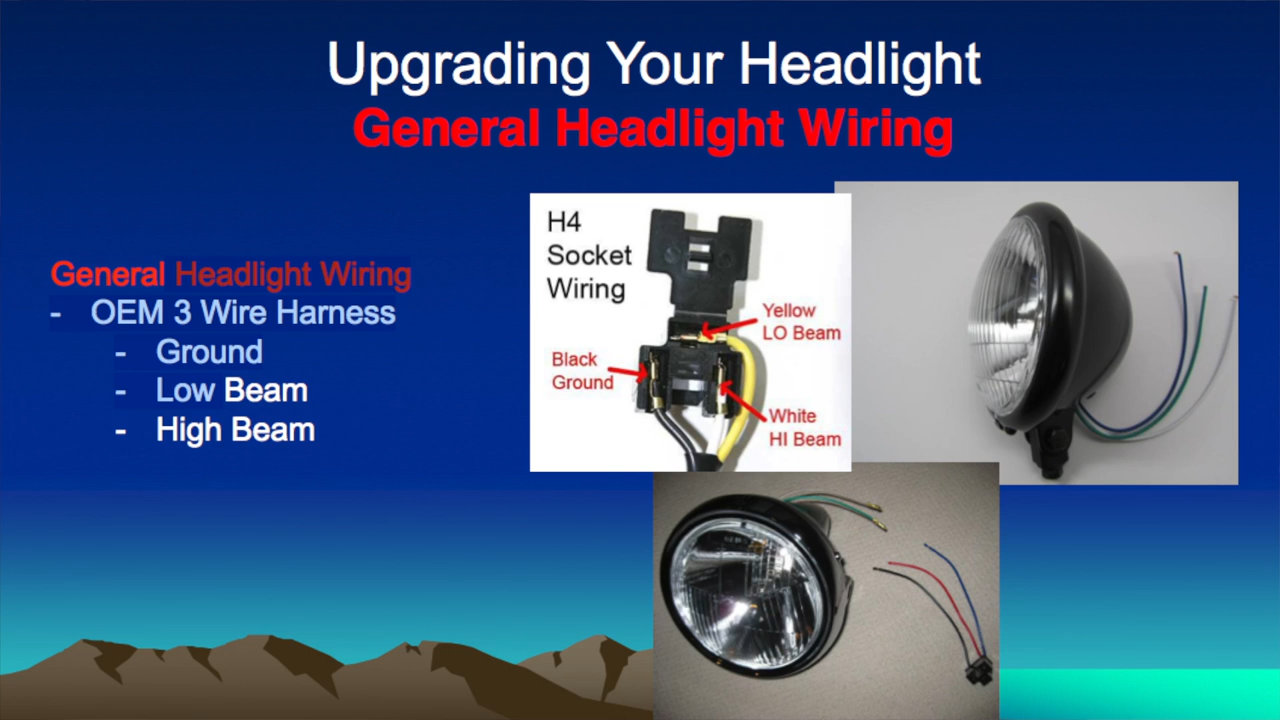 Upgrading Your Headlight
General Headlight Wiring
General Headlight Wiring
- OEM 3 Wire Harness
- Ground
- Low Beam
- High Beam
H4
Socket
Wiring
Yellow
LO Beam
Black
Ground
White
HI Beam